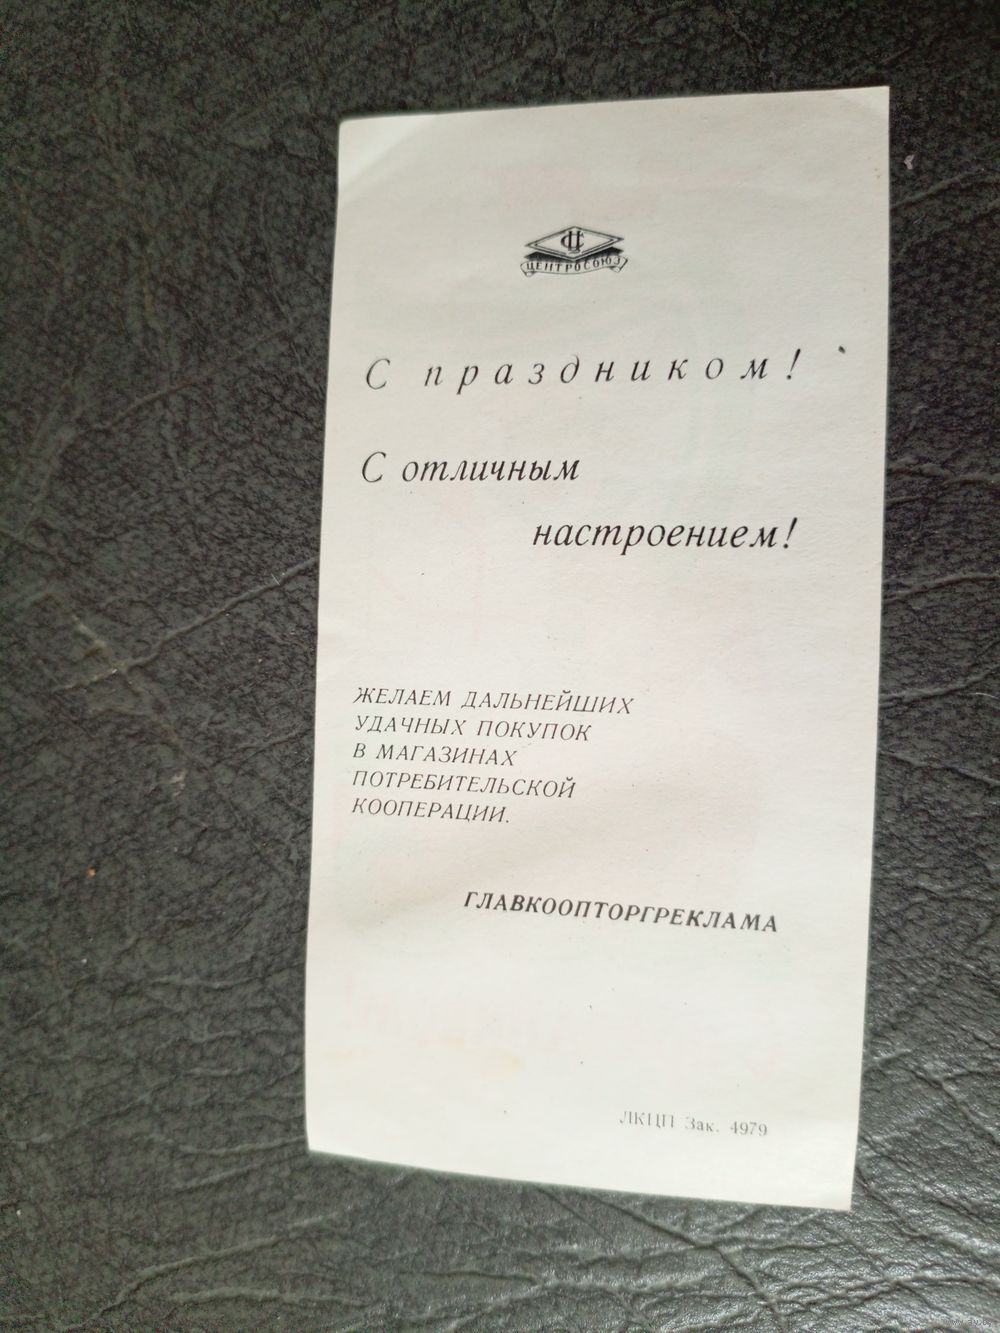 ЦЕНТРОСОЮЗ
С праздником!
С отличным
настроением!
ЖЕЛАЕМ ДАЛЬНЕЙШИХ
УДАЧНЫХ ПОКУПОК
В МАГАЗИНАХ
ПОТРЕБИТЕЛЬСКОЙ
КООПЕРАЦИИ.
ГЛАВКООПТОРГРЕКЛАМА
ЛКЦП Зак. 4979